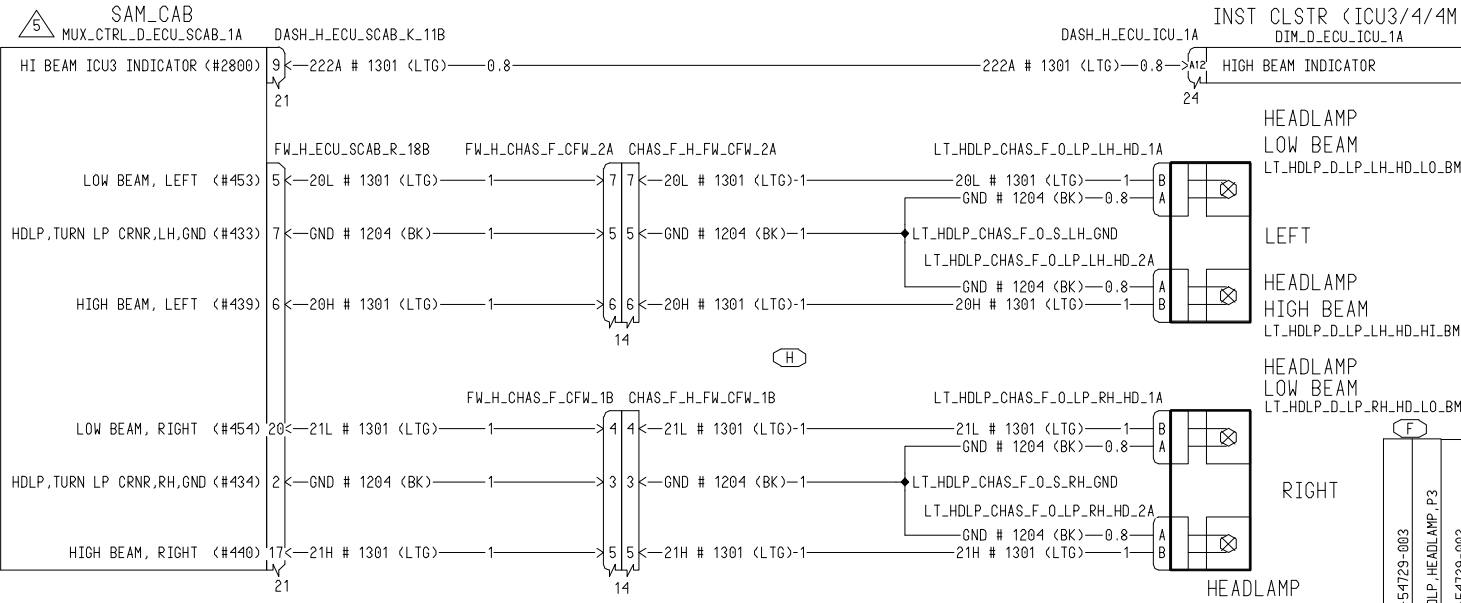 5
SAM_CAB
MUX_CTRL_D_ECU_SCAB_1A
DASH_H_ECU_SCAB_K_11B
DASH_H_ECU_ICU_1A
INST CLSTR (ICU3/4/4M
DIM_D_ECU_ICU_1A
HI BEAM ICU3 INDICATOR (#2800) 9 222A # 1301 (LTG) 0.8 222A # 1301 (LTG) 0.8 A12 HIGH BEAM INDICATOR
21
24
HEADLAMP
LOW BEAM
LT_HDLP_D_LP_LH_HD_LO_BM
FW_H_ECU_SCAB_R_18B FW_H_CHAS_F_CFW_2A CHAS_F_H_FW_CFW_2A LT_HDLP_CHAS_F_O_LP_LH_HD_1A
LOW BEAM, LEFT (#453) 5 20L # 1301 (LTG) 1 7 7 20L # 1301 (LTG)-1 20L # 1301 (LTG) 1 B
GND # 1204 (BK) 0.8 A
HDLP,TURN LP CRNR,LH,GND (#433) 7 GND # 1204 (BK) 1 5 5 GND # 1204 (BK)-1 LT_HDLP_CHAS_F_O_S_LH_GND
LEFT
LT_HDLP_CHAS_F_O_LP_LH_HD_2A
GND # 1204 (BK) 0.8 A
HIGH BEAM, LEFT (#439) 6 20H # 1301 (LTG) 1 6 6 20H # 1301 (LTG)-1 20H # 1301 (LTG) 1 B
HEADLAMP
HIGH BEAM
LT_HDLP_D_LP_LH_HD_HI_BM
14
H
HEADLAMP
LOW BEAM
LT_HDLP_D_LP_RH_HD_LO_BM
FW_H_CHAS_F_CFW_1B CHAS_F_H_FW_CFW_1B LT_HDLP_CHAS_F_O_LP_RH_HD_1A
F
LOW BEAM, RIGHT (#454) 20 21L # 1301 (LTG) 1 4 4 21L # 1301 (LTG)-1 21L # 1301 (LTG) 1 B
GND # 1204 (BK) 0.8 A
HDLP,TURN LP CRNR,RH,GND (#434) 2 GND # 1204 (BK) 1 3 3 GND # 1204 (BK)-1 LT_HDLP_CHAS_F_O_S_RH_GND
RIGHT
LT_HDLP_CHAS_F_O_LP_RH_HD_2A
GND # 1204 (BK) 0.8 A
HIGH BEAM, RIGHT (#440) 17 21H # 1301 (LTG) 1 5 5 21H # 1301 (LTG)-1 21H # 1301 (LTG) 1 B
21
14
HEADLAMP
54729-003
DLP,HEADLAMP,P3
54729-003